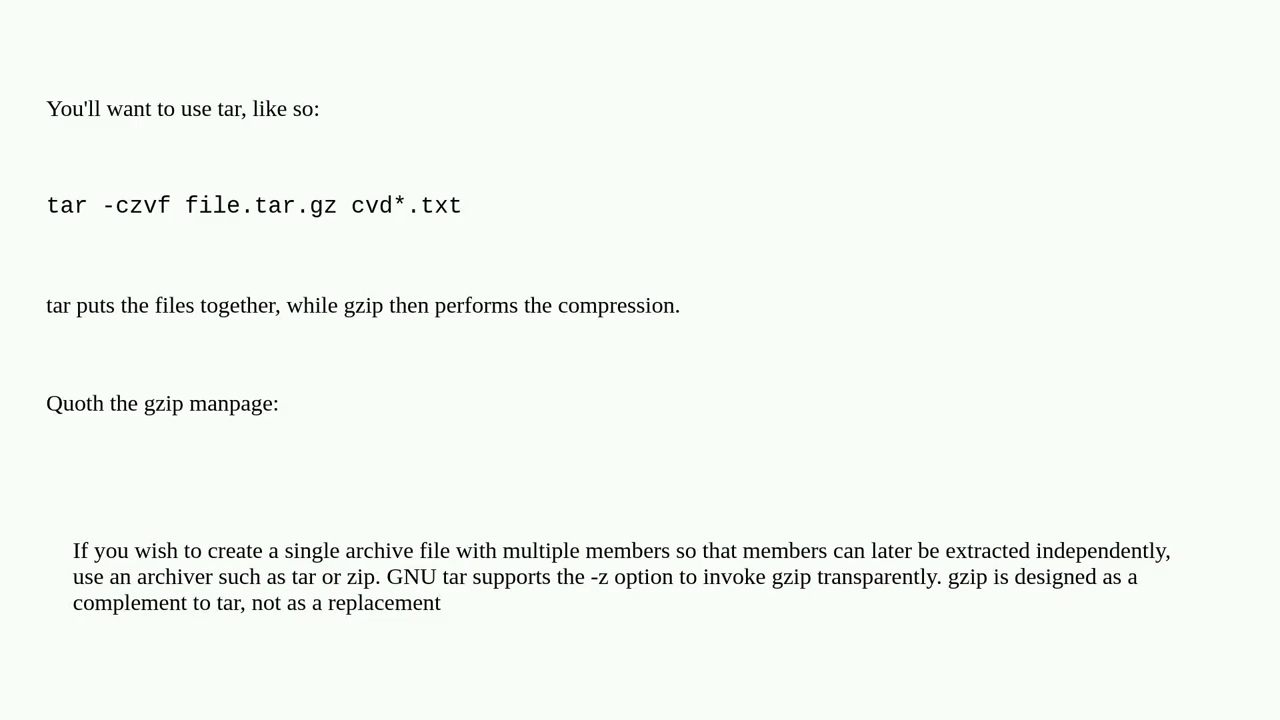 You'll want to use tar, like so:
tar -czvf file.tar.gz cvd*.txt
tar puts the files together, while gzip then performs the compression.
Quoth the gzip manpage:
If you wish to create a single archive file with multiple members so that members can later be extracted independently,
use an archiver such as tar or zip. GNU tar supports the -z option to invoke gzip transparently. gzip is designed as a
complement to tar, not as a replacement